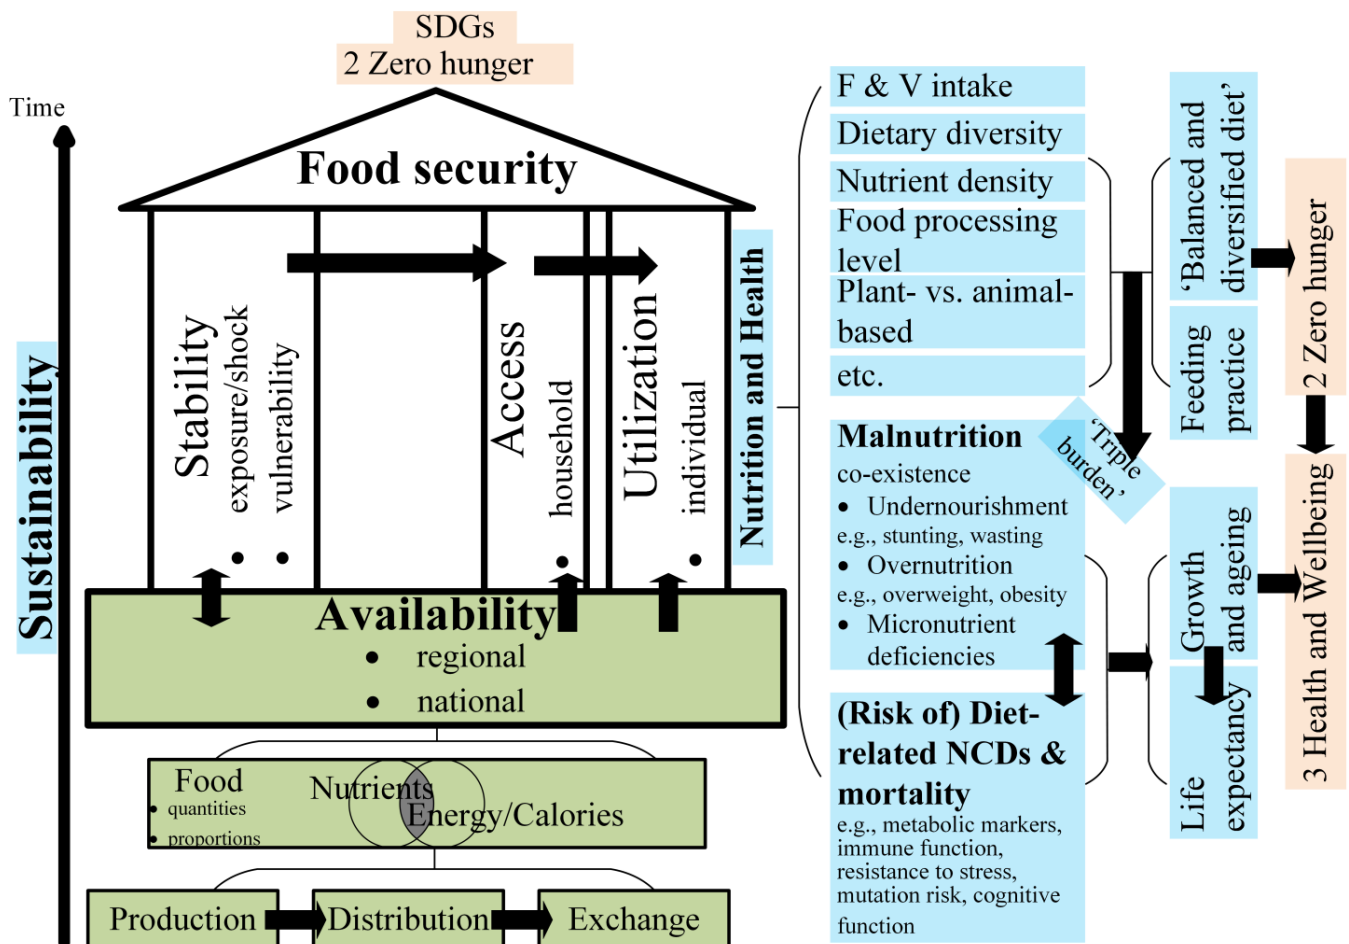 SDGs
2 Zero hunger
Time
Sustainability
Food security
Stability
exposure/shock
vulnerability
Access
household
Utilization
individual
Availability
• regional
• national
Food
• quantities
• proportions
Nutrients
Energy/Calories
Production
Distribution
Exchange
Nutrition and Health
F & V intake
Dietary diversity
Nutrient density
Food processing
level
Plant- vs. animal-
based
etc.
Malnutrition
co-existence
• Undernourishment
e.g., stunting, wasting
• Overnutrition
e.g., overweight, obesity
• Micronutrient
deficiencies
(Risk of) Diet-
related NCDs &
mortality
e.g., metabolic markers,
immune function,
resistance to stress,
mutation risk, cognitive
function
‘Triple
burden’
‘Balanced and
diversified diet’
Feeding
practice
Growth
and ageing
Life
expectancy
2 Zero hunger
3 Health and Wellbeing